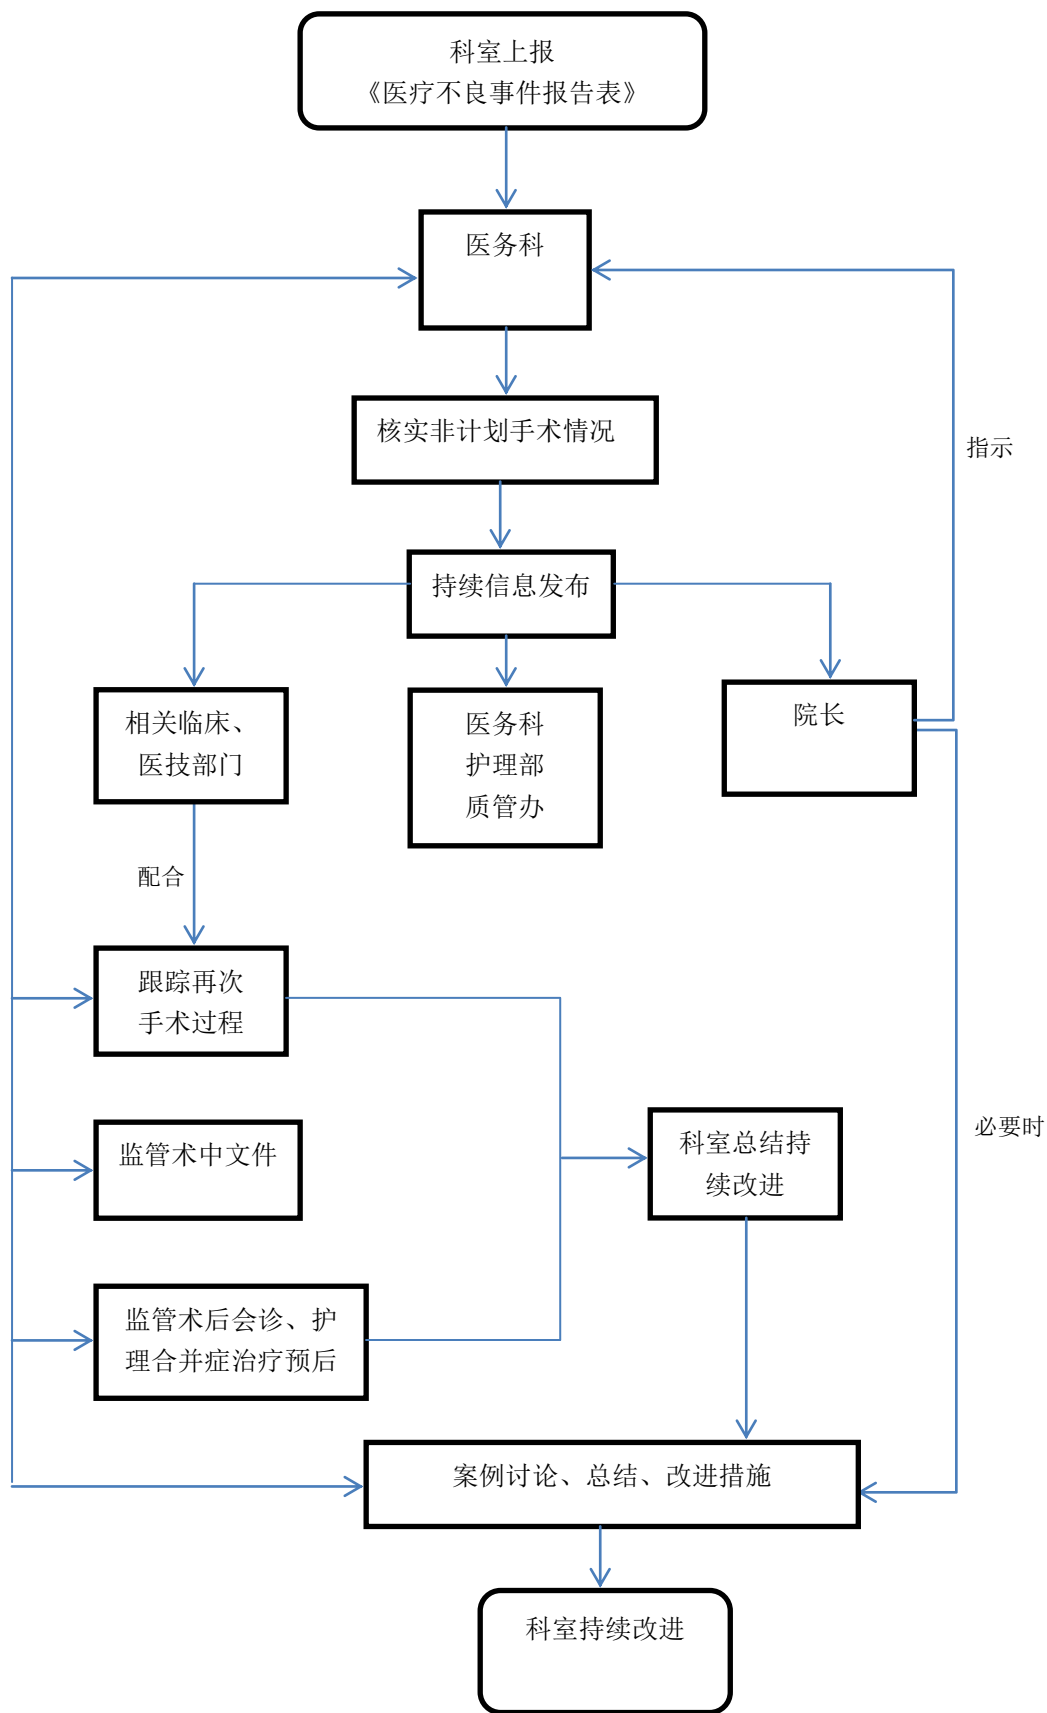 科室上报
《医疗不良事件报告表》
医务科
核实非计划手术情况
指示
持续信息发布
相关临床、
医技部门
医务科
护理部
质管办
院长
配合
跟踪再次
手术过程
监管术中文件
科室总结持
续改进
必要时
监管术后会诊、护
理合并症治疗预后
案例讨论、总结、改进措施
科室持续改进